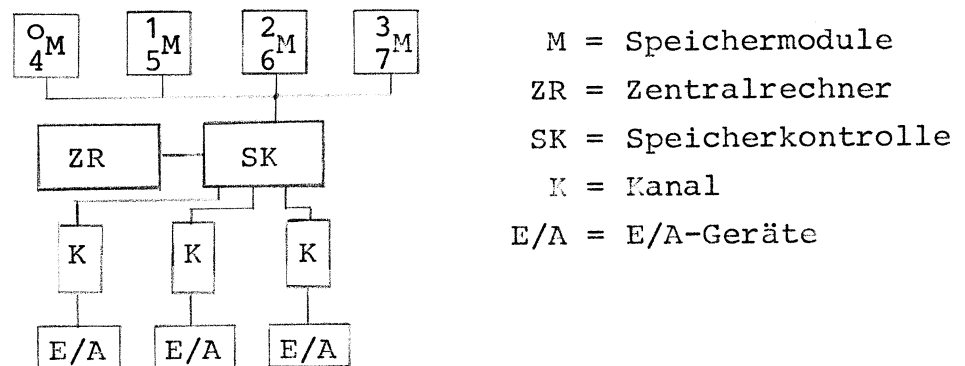 0 4 M
1 5 M
2 6 M
3 7 M
ZR
SK
K
K
K
E/A
E/A
E/A
M = Speichermodule
ZR = Zentralrechner
SK = Speicherkontrolle
K = Kanal
E/A = E/A-Geräte